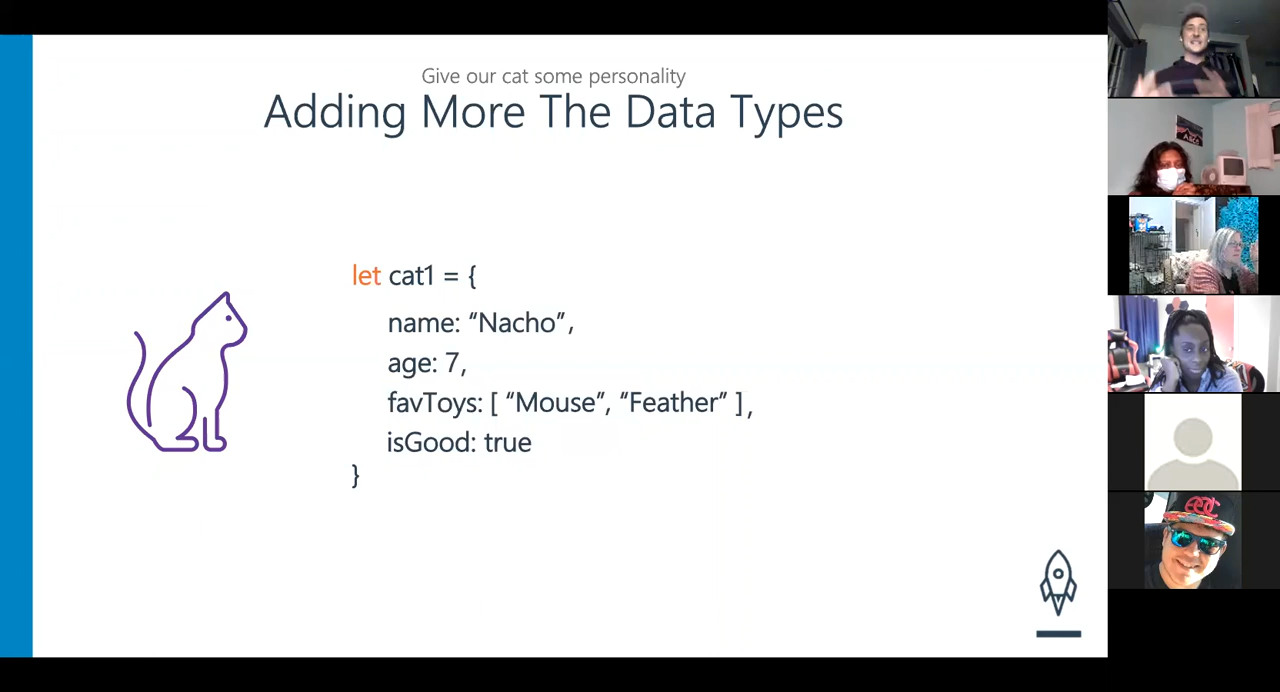 Give our cat some personality
Adding More The Data Types
let cat1 = {
name: “Nacho”,
age: 7,
favToys: [ “Mouse”, “Feather” ],
isGood: true
}